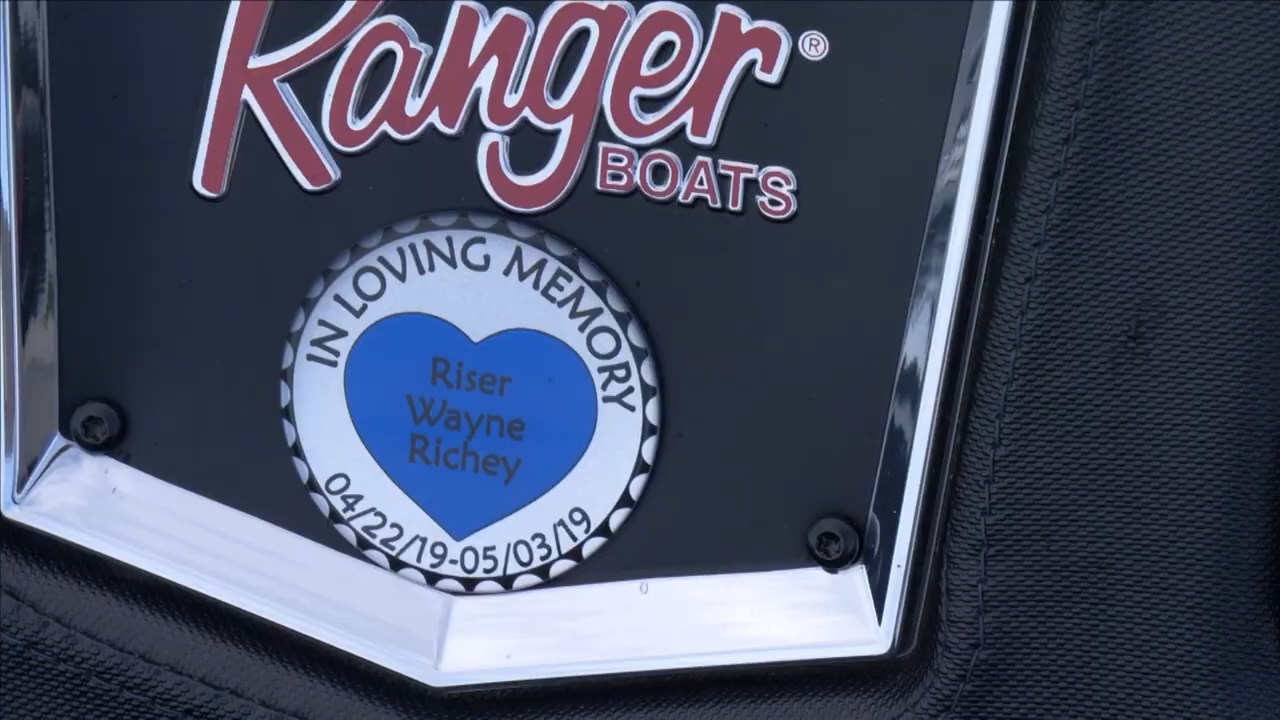 Ranger®
BOATS
IN LOVING MEMORY
Riser
Wayne
Richey
04/22/19-05/03/19